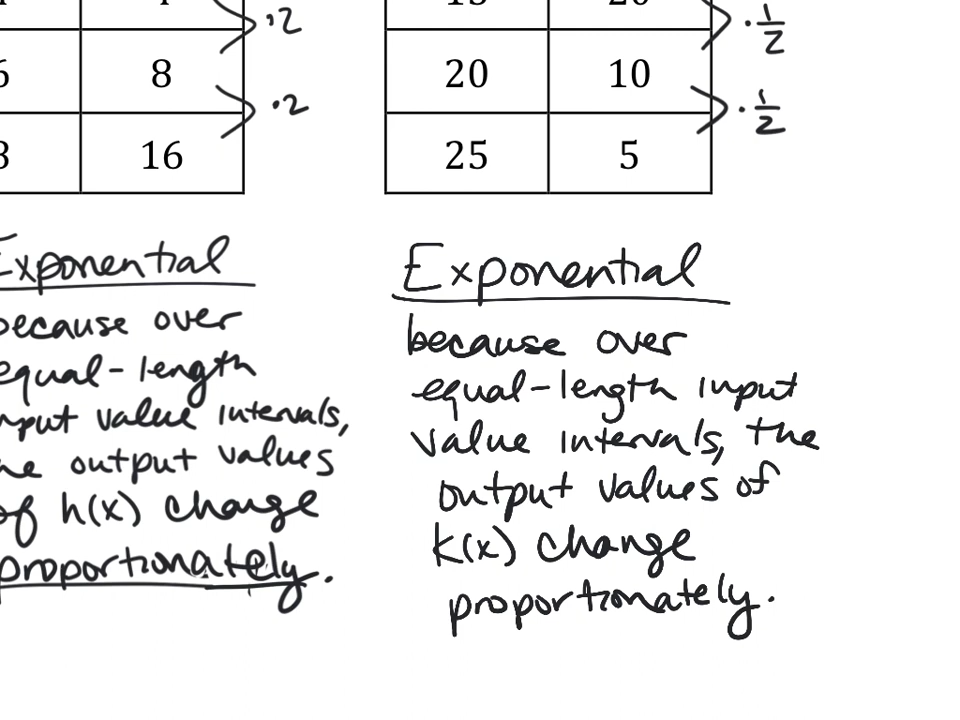 ·2
·1/2
8
20
10
·2
·1/2
16
25
5
Exponential
because over
equal-length
input value intervals,
the output values
of h(x) change
proportionately.
Exponential
because over
equal-length input
value intervals, the
output values of
k(x) change
proportionately.